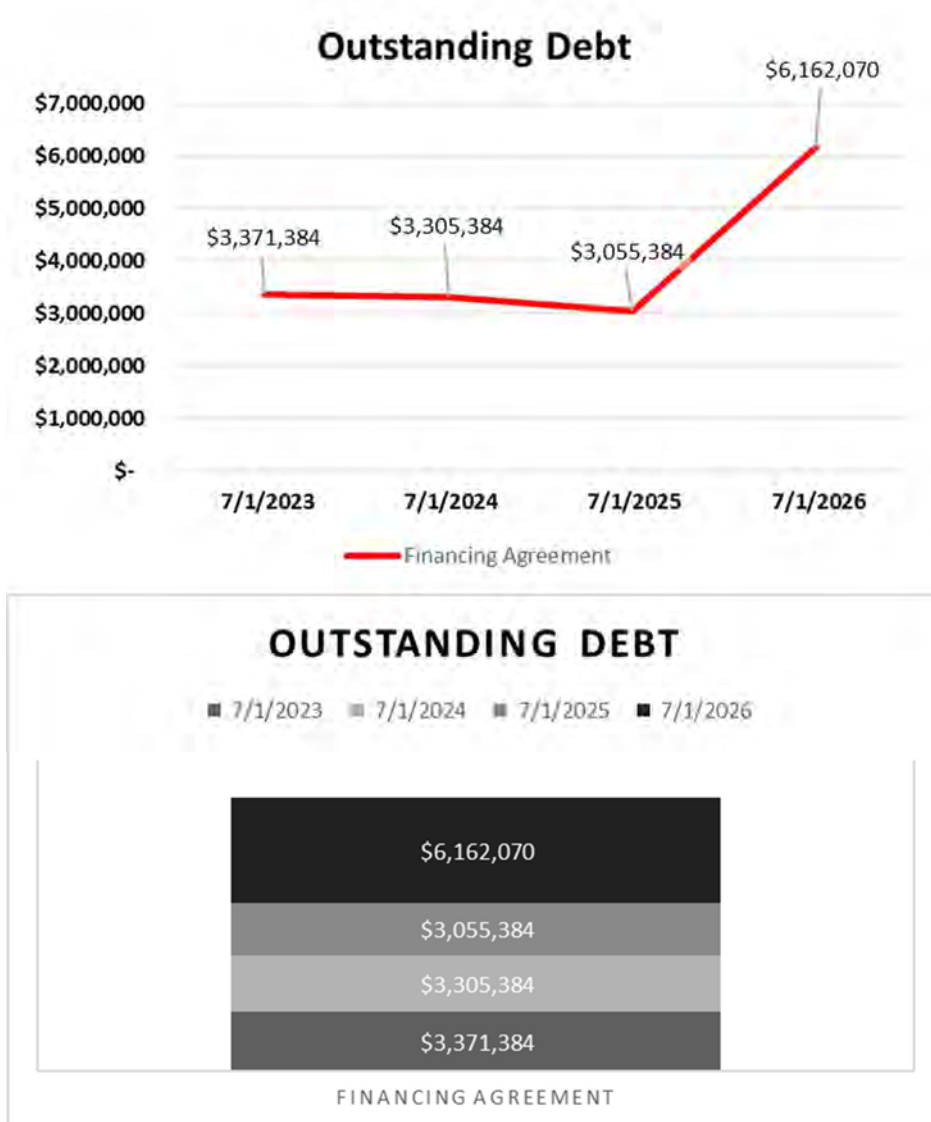 Outstanding Debt
$6,162,070
$7,000,000
$6,000,000
$5,000,000
$3,305,384
$3,371,384
$3,055,384
$4,000,000
$3,000,000
$2,000,000
$1,000,000
$-
7/1/2023 7/1/2024 7/1/2025 7/1/2026
Financing Agreement
OUTSTANDING DEBT
7/1/2023 7/1/2024 7/1/2025 7/1/2026
$6,162,070
$3,055,384
$3,305,384
$3,371,384
FINANCING AGREEMENT